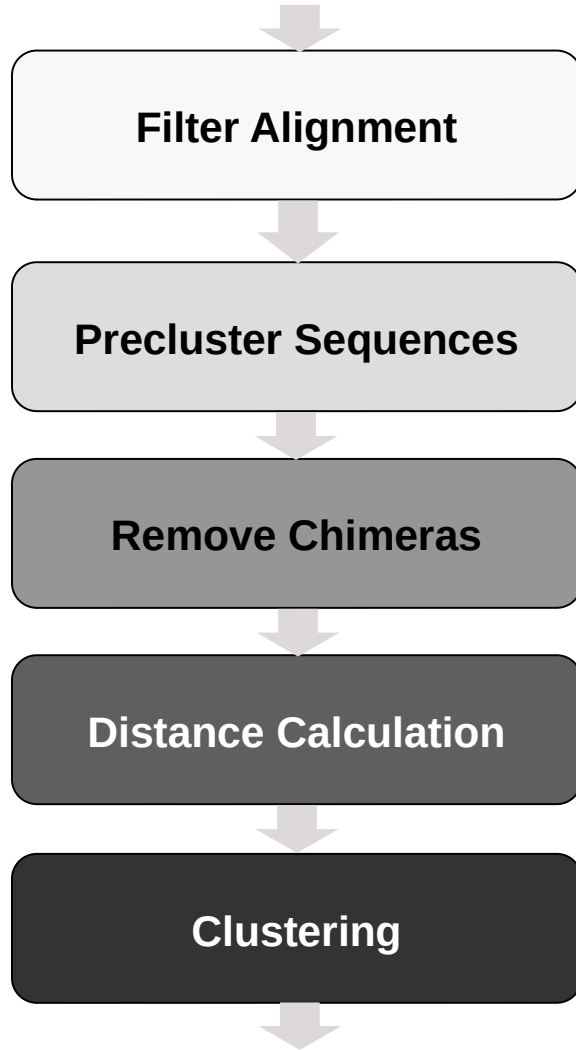 Filter Alignment
Precluster Sequences
Remove Chimeras
Distance Calculation
Clustering